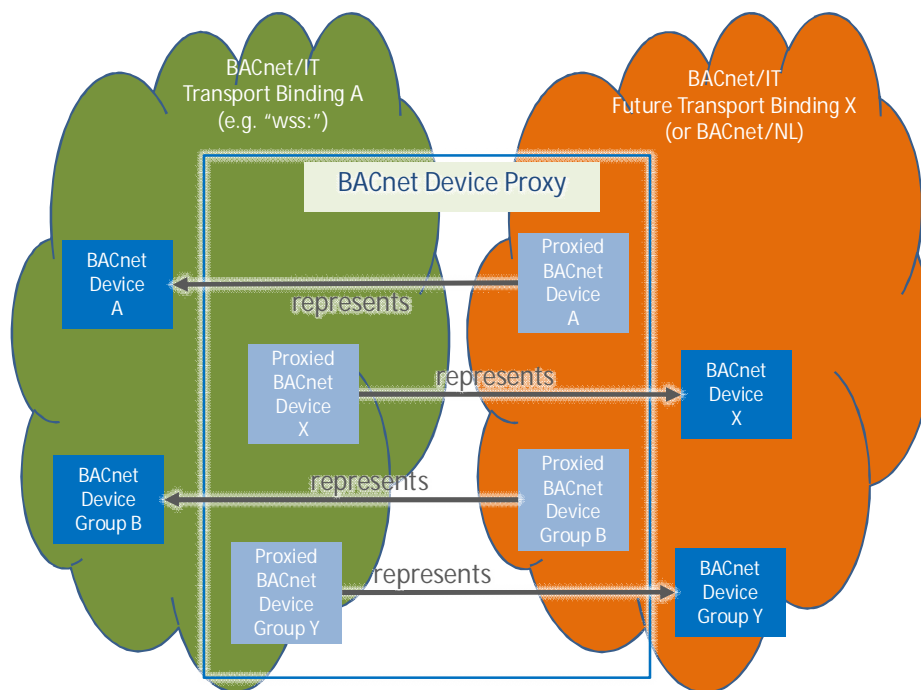 BACnet/IT
Transport Binding A
(e.g. “wss:”)
BACnet/IT
Future Transport Binding X
(or BACnet/NL)
BACnet Device Proxy
BACnet
Device
A
represents
Proxied
BACnet
Device
A
Proxied
BACnet
Device
X
represents
BACnet
Device
X
BACnet
Device
Group B
represents
Proxied
BACnet
Device
Group B
Proxied
BACnet
Device
Group Y
represents
BACnet
Device
Group Y